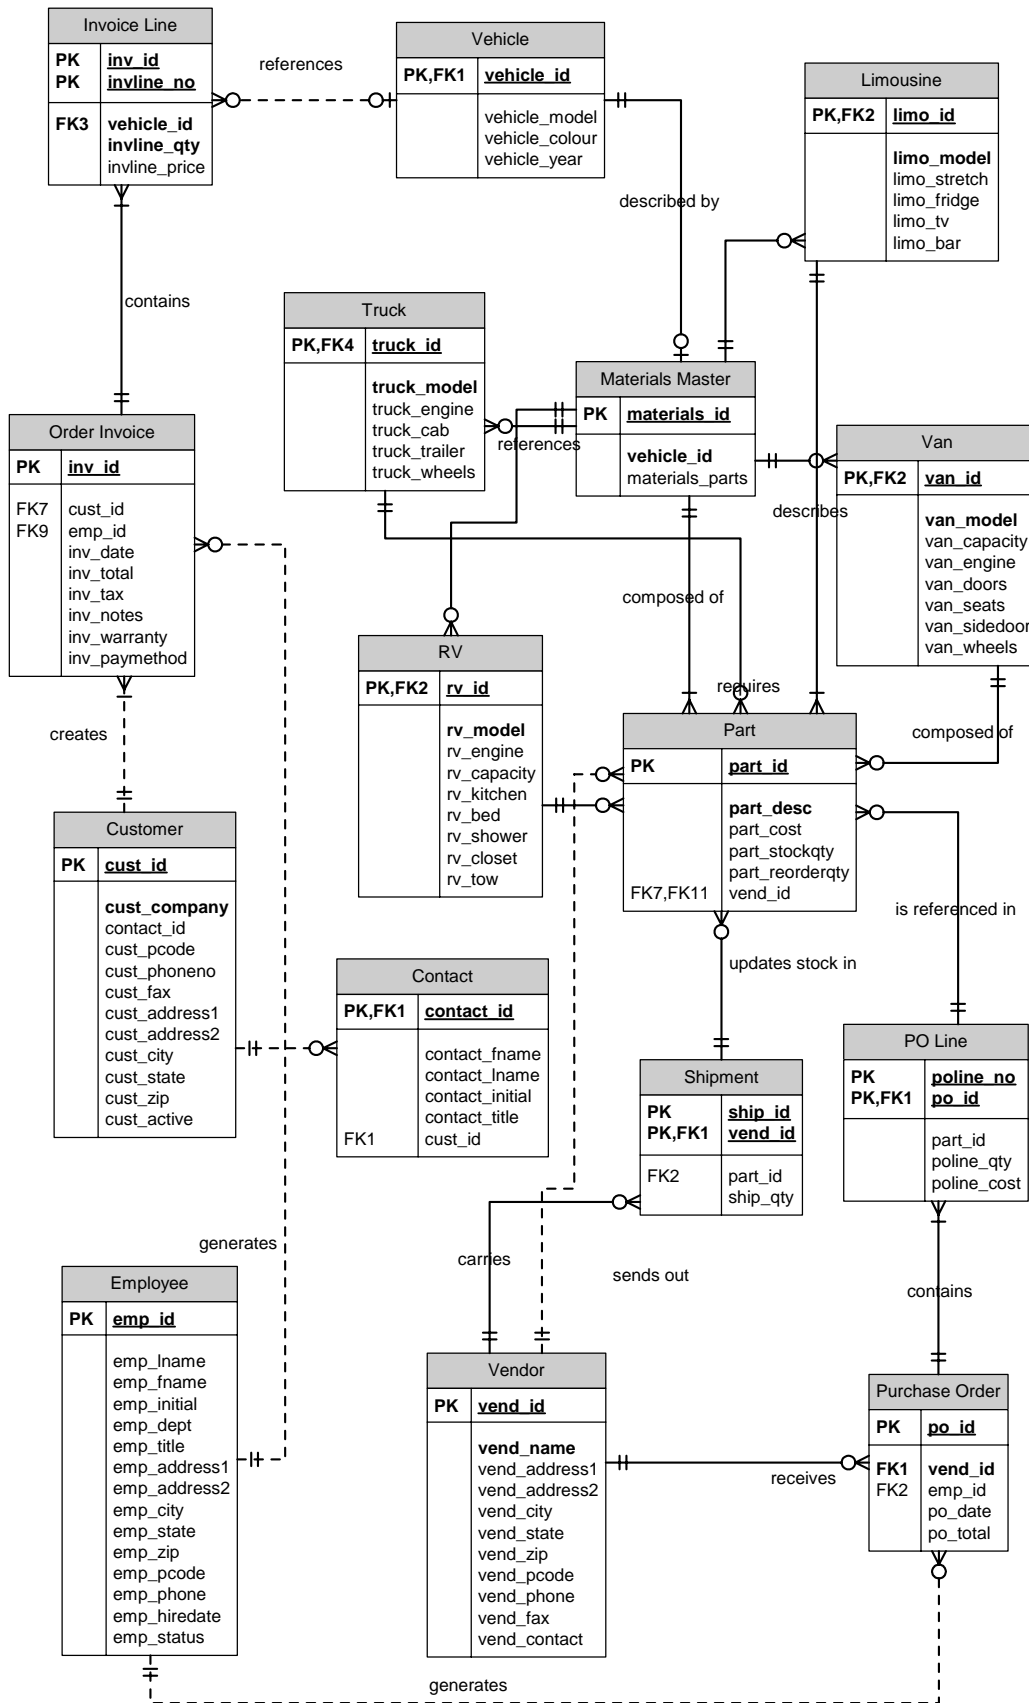 Invoice Line
PK inv_id
PK invline_no
FK3 vehicle_id
invline_qty
invline_price
references
Vehicle
PK,FK1 vehicle_id
vehicle_model
vehicle_colour
vehicle_year
Limousine
PK,FK2 limo_id
limo_model
limo_stretch
limo_fridge
limo_tv
limo_bar
described by
contains
Truck
PK,FK4 truck_id
truck_model
truck_engine
truck_cab
truck_trailer
truck_wheels
references
Materials Master
PK materials_id
vehicle_id
materials_parts
Order Invoice
PK inv_id
FK7 cust_id
FK9 emp_id
inv_date
inv_total
inv_tax
inv_notes
inv_warranty
inv_paymethod
Van
PK,FK2 van_id
van_model
van_capacity
van_engine
van_doors
van_seats
van_sidedoor
van_wheels
describes
composed of
RV
PK,FK2 rv_id
rv_model
rv_engine
rv_capacity
rv_kitchen
rv_bed
rv_shower
rv_closet
rv_tow
requires
creates
composed of
Part
PK part_id
part_desc
part_cost
part_stockqty
part_reorderqty
FK7,FK11 vend_id
Customer
PK cust_id
cust_company
contact_id
cust_pcode
cust_phoneno
cust_fax
cust_address1
cust_address2
cust_city
cust_state
cust_zip
cust_active
is referenced in
updates stock in
Contact
PK,FK1 contact_id
contact_fname
contact_lname
contact_initial
contact_title
FK1 cust_id
Shipment
PK ship_id
PK,FK1 vend_id
FK2 part_id
ship_qty
PO Line
PK poline_no
PK,FK1 po_id
part_id
poline_qty
poline_cost
generates
carries
sends out
contains
Employee
PK emp_id
emp_lname
emp_fname
emp_initial
emp_dept
emp_title
emp_address1
emp_address2
emp_city
emp_state
emp_zip
emp_pcode
emp_phone
emp_hiredate
emp_status
Vendor
PK vend_id
vend_name
vend_address1
vend_address2
vend_city
vend_state
vend_zip
vend_pcode
vend_phone
vend_fax
vend_contact
receives
Purchase Order
PK po_id
FK1 vend_id
FK2 emp_id
po_date
po_total
generates